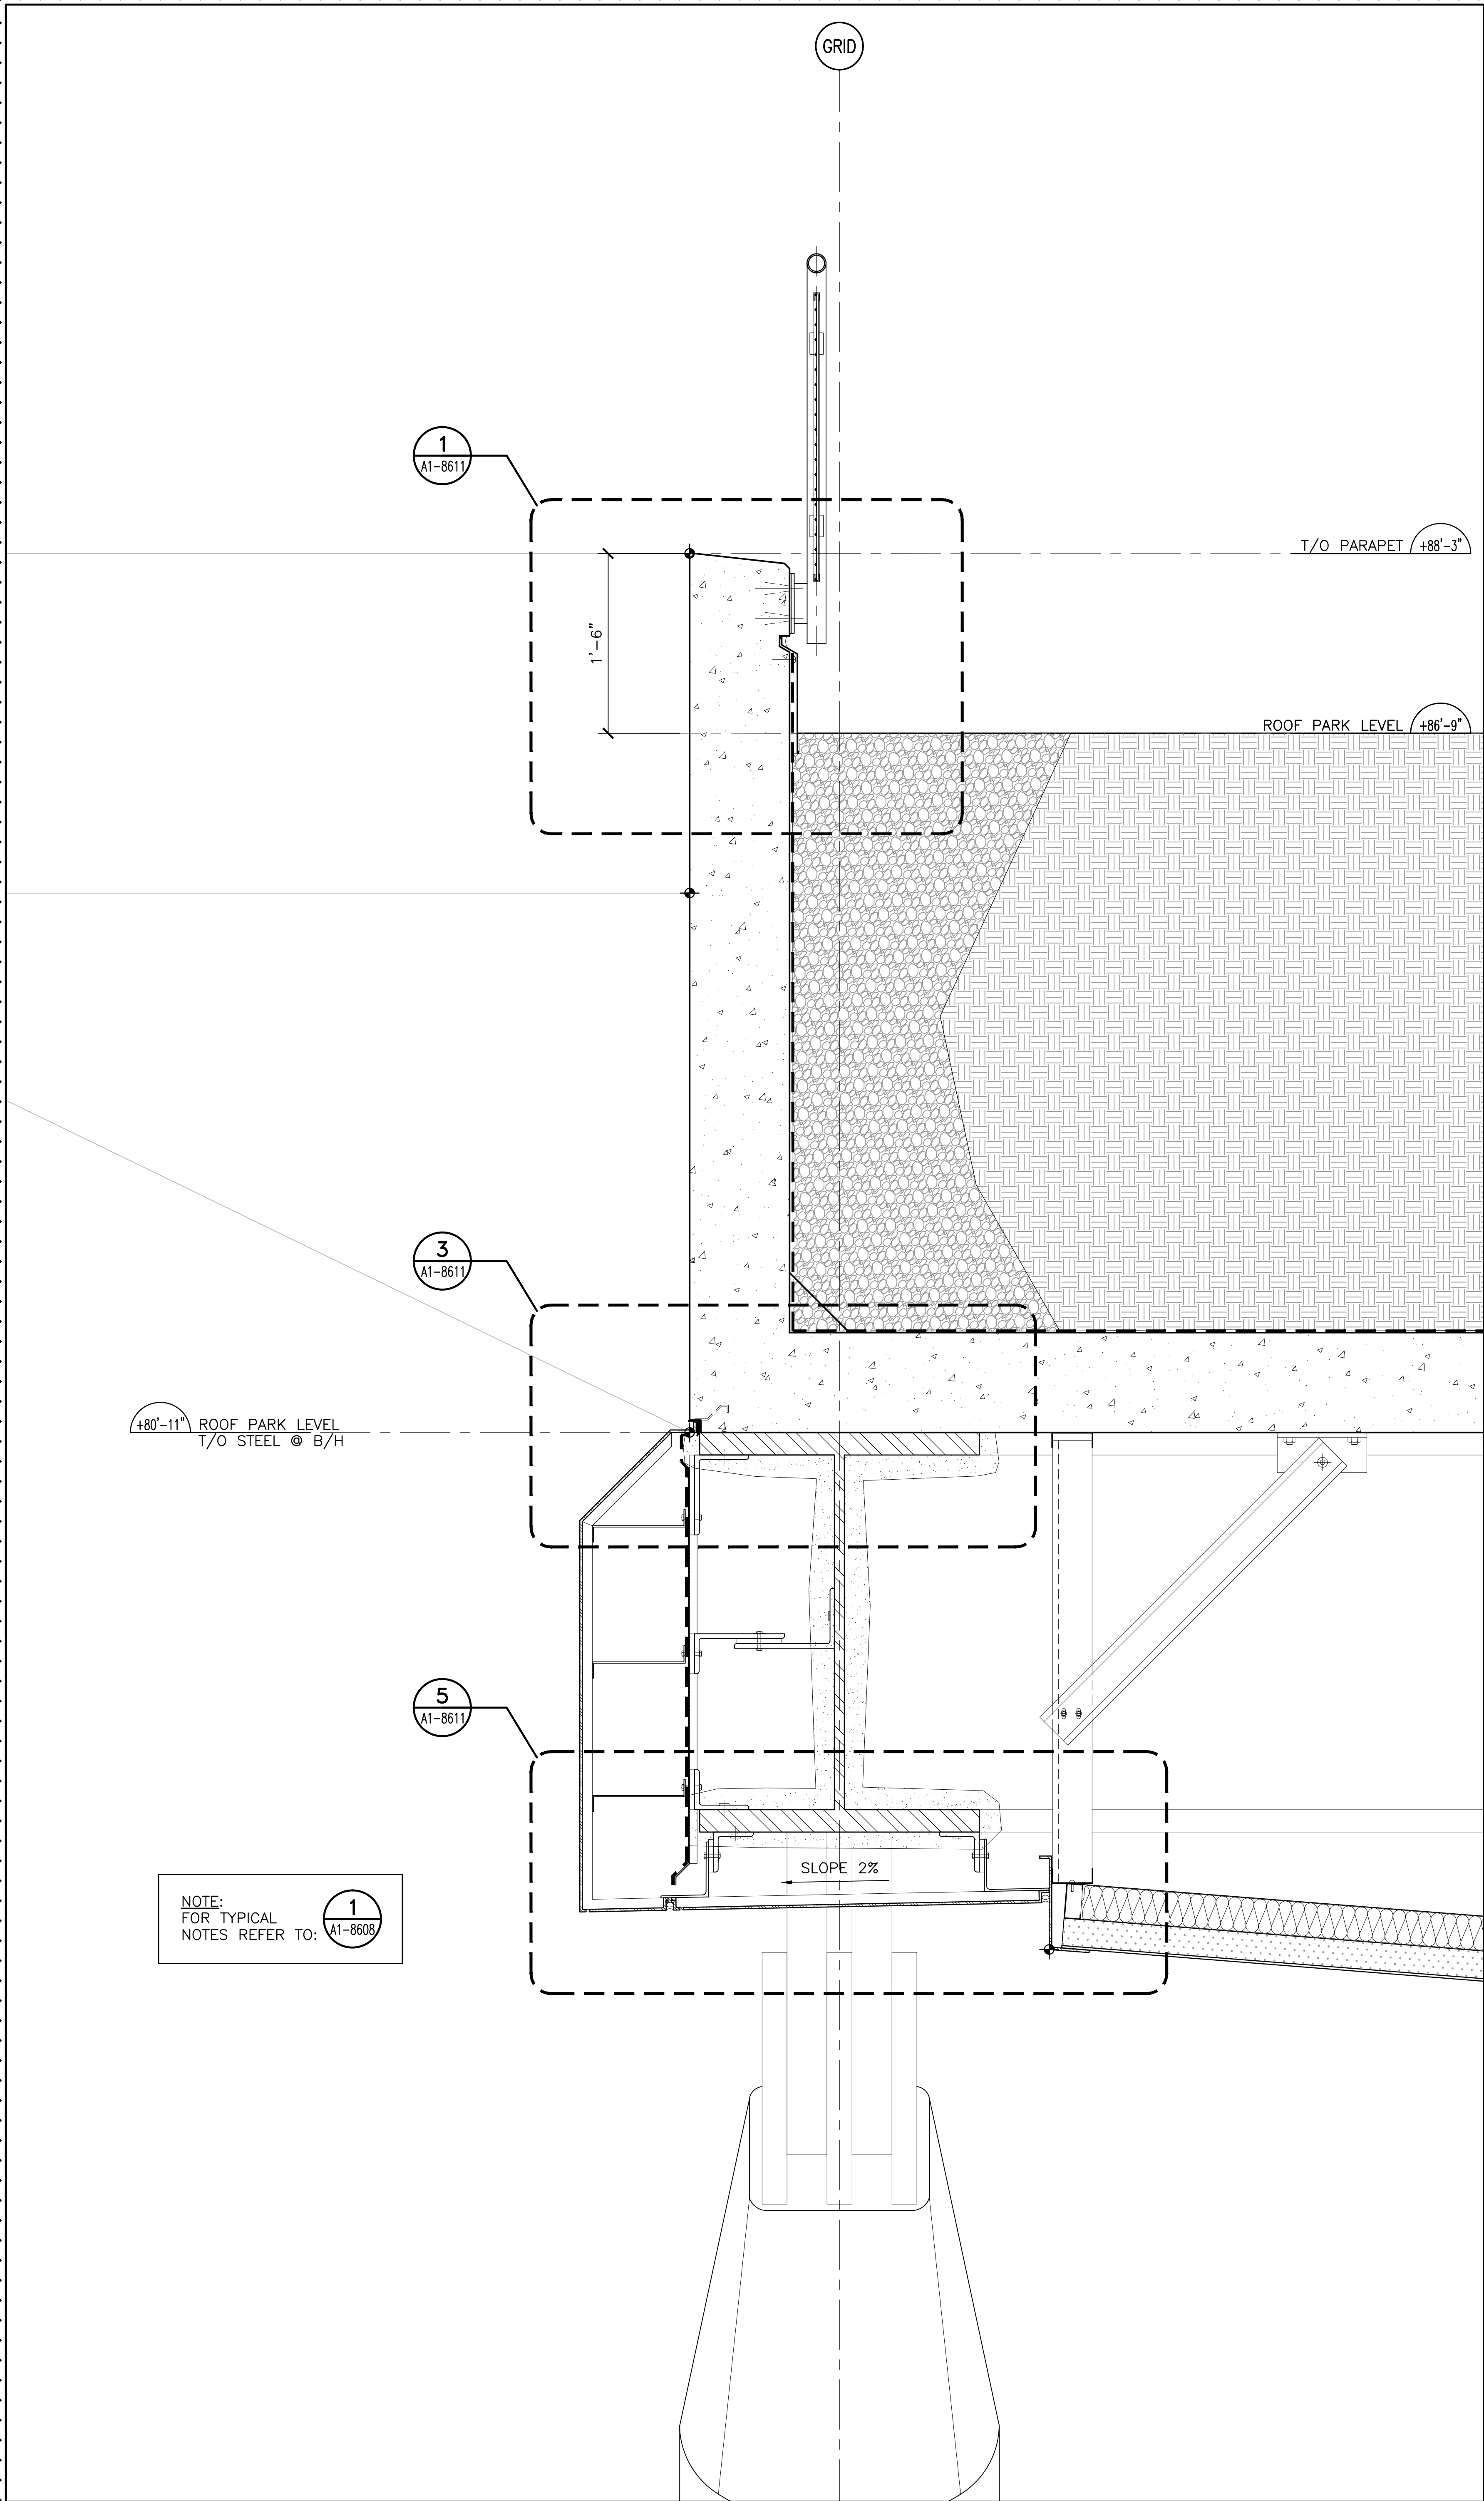 GRID
1
A1-8611
T/O PARAPET +88'-3"
1'-6"
ROOF PARK LEVEL +86'-9"
3
A1-8611
+80'-11" ROOF PARK LEVEL
T/O STEEL @ B/H
5
A1-8611
SLOPE 2%
NOTE:
FOR TYPICAL
NOTES REFER TO:
1
A1-8608